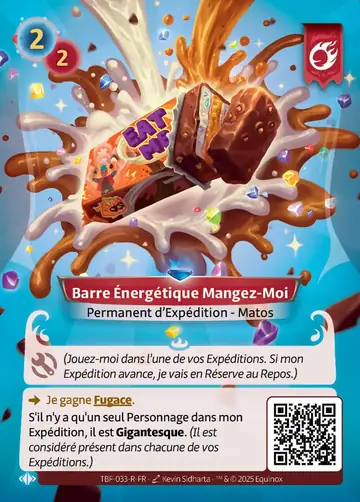 2
2
EAT
ME
Barre Énergétique Mangez-Moi
Permanent d'Expédition - Matos
(Jouez-moi dans l'une de vos Expéditions. Si mon
Expédition avance, je vais en Réserve au Repos.)
Je gagne Fugace.
S'il n'y a qu'un seul Personnage dans mon
Expédition, il est Gigantesque. (Il est
considéré présent dans chacune de vos
Expéditions.)
TBF-033-R-FR - Kevin Sidharta - ™ & © 2025 Equinox